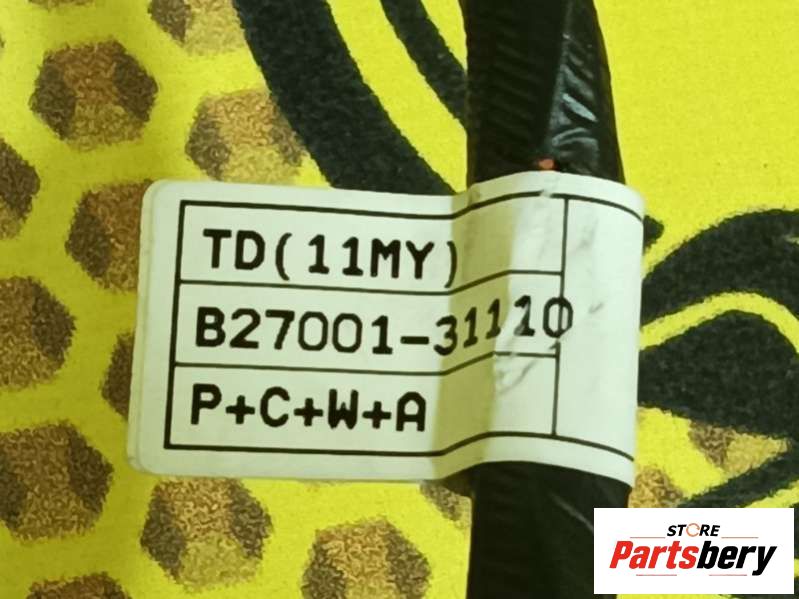 TD(11MY)
B27001-31110
P+C+W+A
STORE
Partsbery